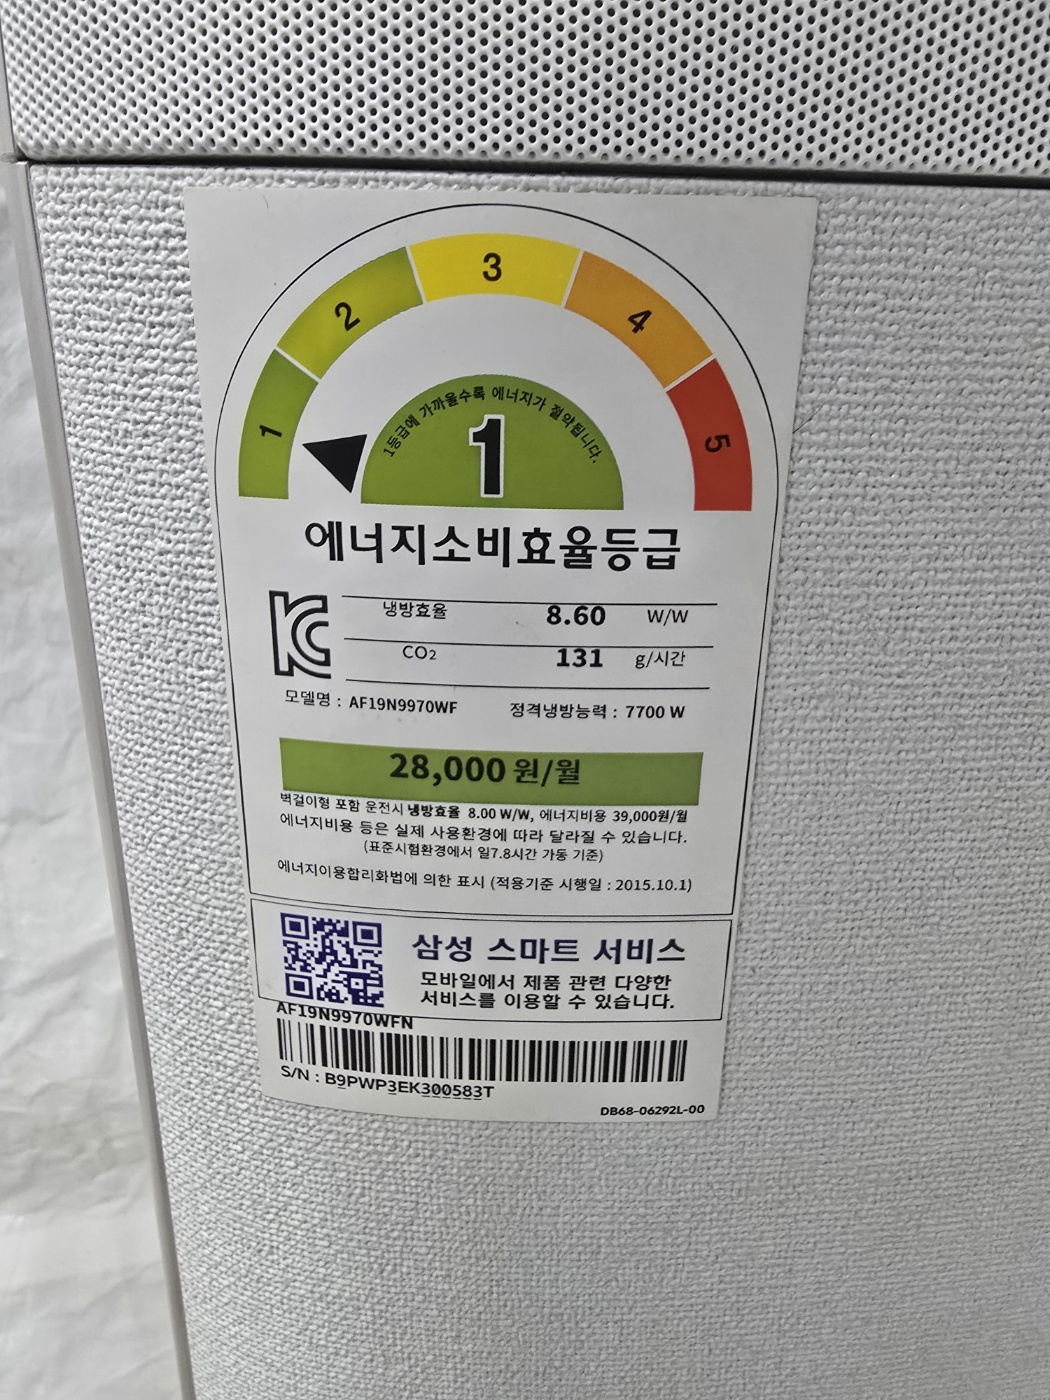 1 2 3 4 5
1등급에 가까울수록 에너지가 절약됩니다.
1
에너지소비효율등급
냉방효율 8.60 W/W
CO₂ 131 g/시간
모델명 : AF19N9970WF 정격냉방능력 : 7700 W
28,000 원/월
벽걸이형 포함 운전시 냉방효율 8.00 W/W, 에너지비용 39,000원/월
에너지비용 등은 실제 사용환경에 따라 달라질 수 있습니다.
(표준시험환경에서 일7.8시간 가동 기준)
에너지이용합리화법에 의한 표시 (적용기준 시행일 : 2015.10.1)
삼성 스마트 서비스
모바일에서 제품 관련 다양한
서비스를 이용할 수 있습니다.
AF19N9970WFN
S/N : B9PWP3EK300583T
DB68-06292L-00